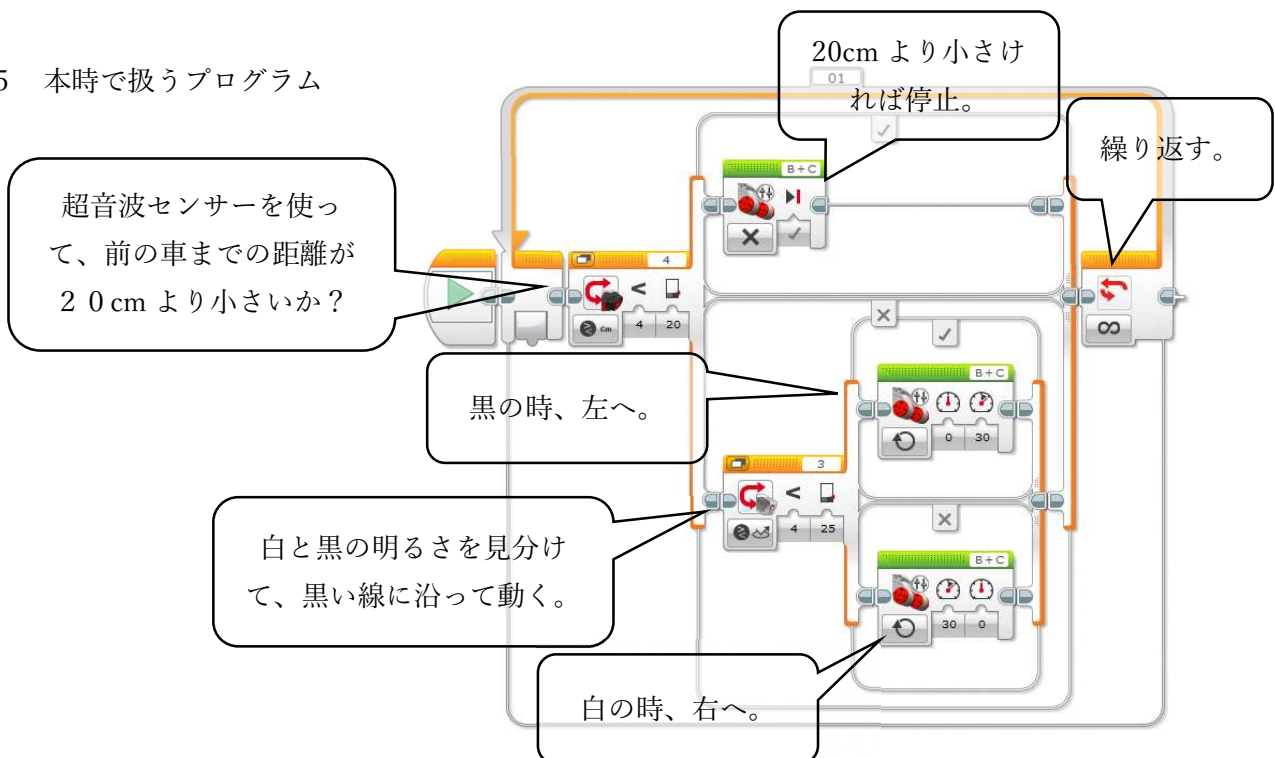 5 本時で扱うプログラム
20cm より小さけ
れば停止。
01
繰り返す。
超音波センサーを使っ
て、前の車までの距離が
20cm より小さいか？
B+C
4
<
cm
4
20
∞
黒の時、左へ。
B+C
0
30
3
<
4
25
白と黒の明るさを見分け
て、黒い線に沿って動く。
B+C
30
0
白の時、右へ。